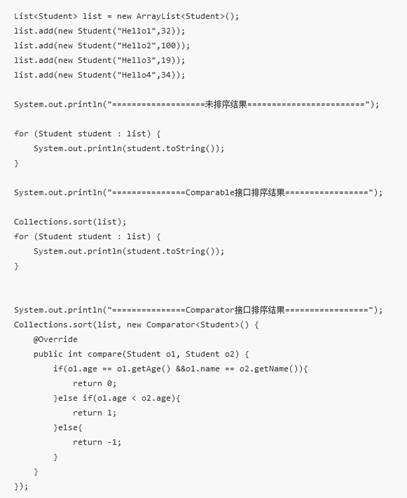 List<Student> list = new ArrayList<Student>();
list.add(new Student("Hello1",32));
list.add(new Student("Hello2",100));
list.add(new Student("Hello3",19));
list.add(new Student("Hello4",34));
System.out.println("===================未排序结果========================");
for (Student student : list) {
System.out.println(student.toString());
}
System.out.println("===============Comparable接口排序结果=================");
Collections.sort(list);
for (Student student : list) {
System.out.println(student.toString());
}
System.out.println("===============Comparator接口排序结果=================");
Collections.sort(list, new Comparator<Student>() {
@Override
public int compare(Student o1, Student o2) {
if(o1.age == o1.getAge() &&o1.name == o2.getName()){
return 0;
}else if(o1.age < o2.age){
return 1;
}else{
return -1;
}
}
});